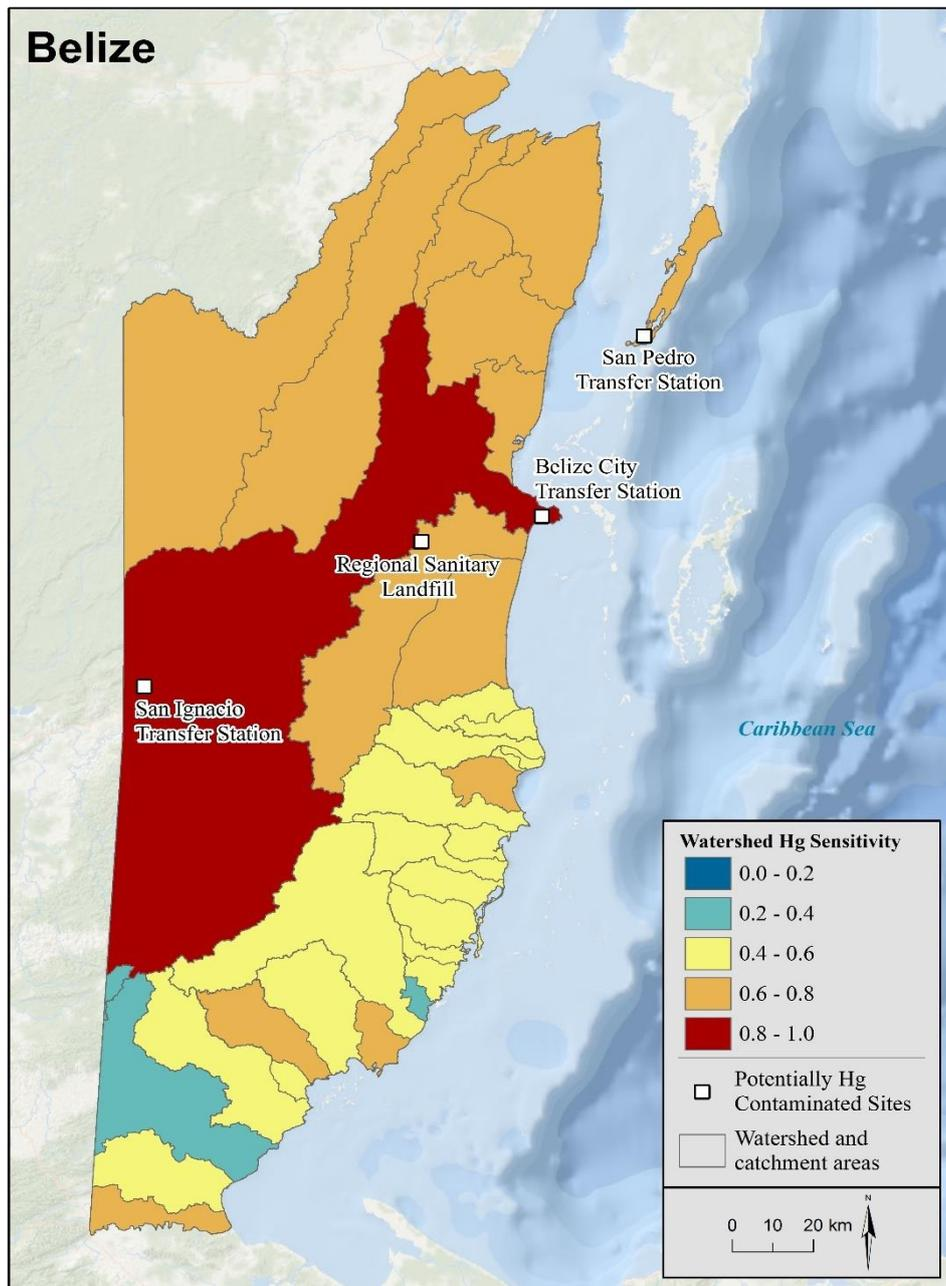 Belize
San Pedro
Transfer Station
Belize City
Transfer Station
Regional Sanitary
Landfill
San Ignacio
Transfer Station
Caribbean Sea
Watershed Hg Sensitivity
0.0 - 0.2
0.2 - 0.4
0.4 - 0.6
0.6 - 0.8
0.8 - 1.0
Potentially Hg
Contaminated Sites
Watershed and
catchment areas
N
0 10 20 km